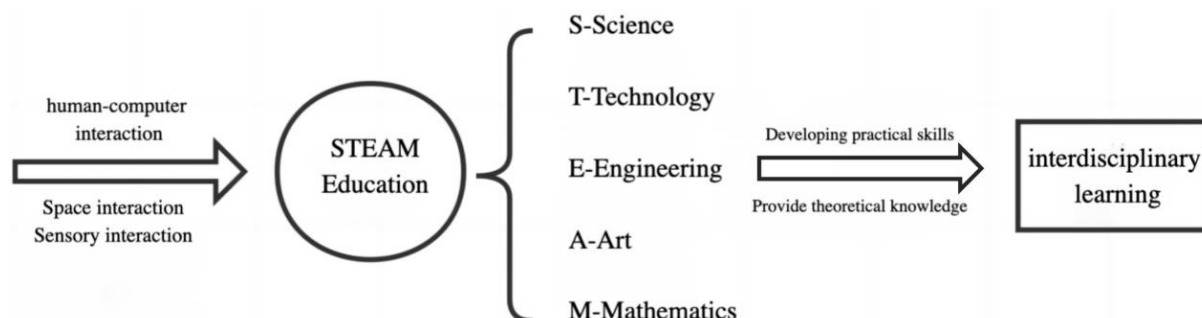 human-computer
interaction
Space interaction
Sensory interaction
STEAM
Education
S-Science
T-Technology
E-Engineering
A-Art
M-Mathematics
Developing practical skills
Provide theoretical knowledge
interdisciplinary
learning